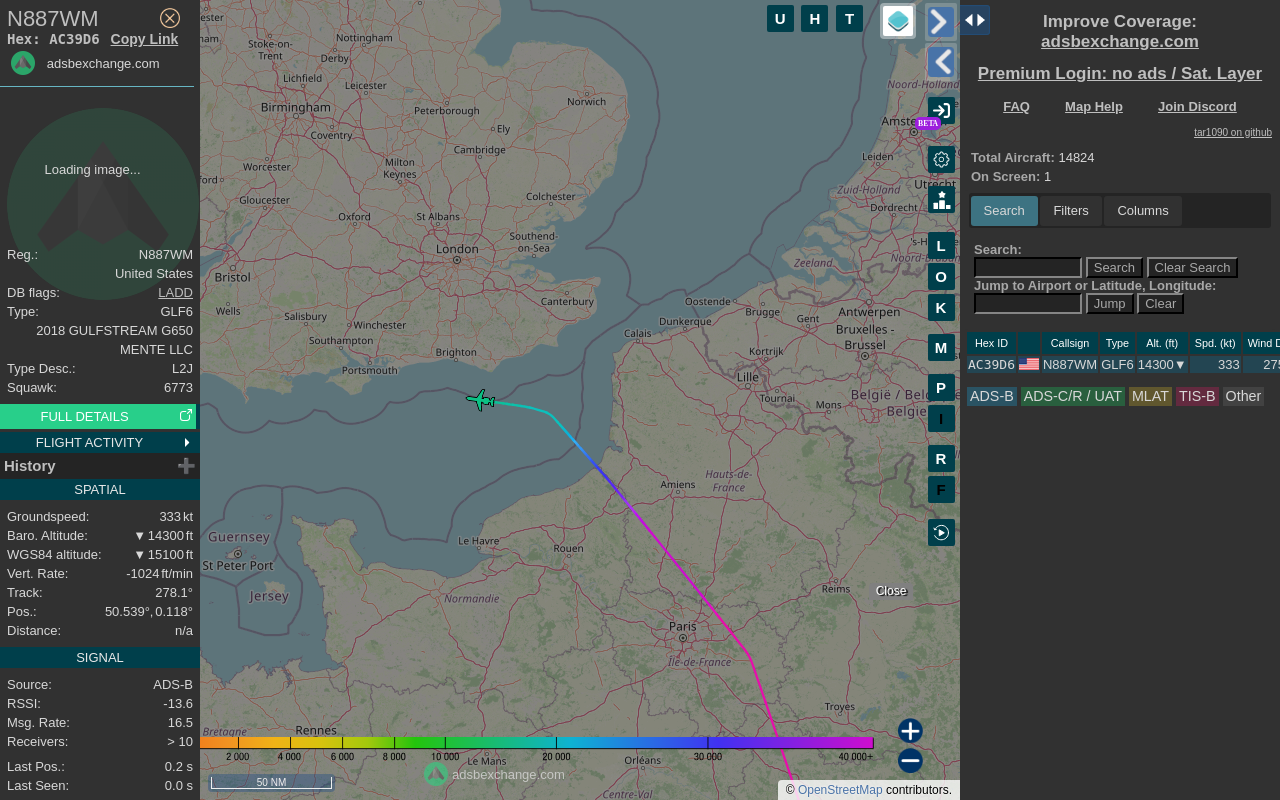 N887WM
Hex: AC39D6 Copy Link
adsbexchange.com
Loading image...
Reg.: N887WM
United States
DB flags: LADD
Type: GLF6
2018 GULFSTREAM G650
MENTE LLC
Type Desc.: L2J
Squawk: 6773
FULL DETAILS
FLIGHT ACTIVITY
History
SPATIAL
Groundspeed: 333 kt
Baro. Altitude: ▼ 14300 ft
WGS84 altitude: ▼ 15100 ft
Vert. Rate: -1024 ft/min
Track: 278.1°
Pos.: 50.539°, 0.118°
Distance: n/a
SIGNAL
Source: ADS-B
RSSI: -13.6
Msg. Rate: 16.5
Receivers: > 10
Last Pos.: 0.2 s
Last Seen: 0.0 s
U H T
Nottingham
Stoke-on-
Trent
Derby
Lichfield
Leicester
Norwich
Peterborough
Birmingham
Coventry
Ely
Cambridge
Worcester
Milton
Keynes
Gloucester
Colchester
Oxford
St Albans
London
Southend-
on-Sea
Bristol
Wells
Canterbury
Salisbury
Winchester
Southampton
Brighton
Portsmouth
Calais
Dunkerque
Oostende
Brugge
Gent
Antwerpen
Bruxelles -
Brussel
Kortrijk
Lille
Tournai
Mons
België /
Zeeland
Noord-Holland
Leiden
Zuid-Holland
Utrecht
Dordrecht
Hauts-de-
France
Amiens
Le Havre
Rouen
Guernsey
St Peter Port
Jersey
Normandie
Reims
Paris
Île-de-France
Troyes
Bretagne
Rennes
Le Mans
Orléans
Centre-Val
BETA
L
O
K
M
P
I
R
F
Close
2 000 4 000 6 000 8 000 10 000 20 000 30 000 40 000+
50 NM
adsbexchange.com
© OpenStreetMap contributors.
Improve Coverage:
adsbexchange.com
Premium Login: no ads / Sat. Layer
FAQ Map Help Join Discord
tar1090 on github
Total Aircraft: 14824
On Screen: 1
Search Filters Columns
Search:
Search Clear Search
Jump to Airport or Latitude, Longitude:
Jump Clear
Hex ID Callsign Type Alt. (ft) Spd. (kt) Wind D
AC39D6 N887WM GLF6 14300▼ 333 275
ADS-B ADS-C/R / UAT MLAT TIS-B Other